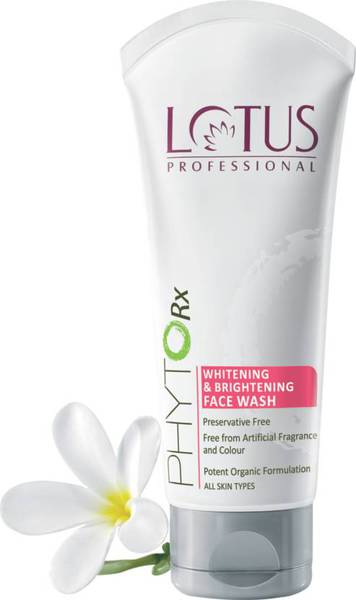 LOTUS
PROFESSIONAL
PHYTORx
WHITENING
& BRIGHTENING
FACE WASH
Preservative Free
Free from Artificial Fragrance
and Colour
Potent Organic Formulation
ALL SKIN TYPES